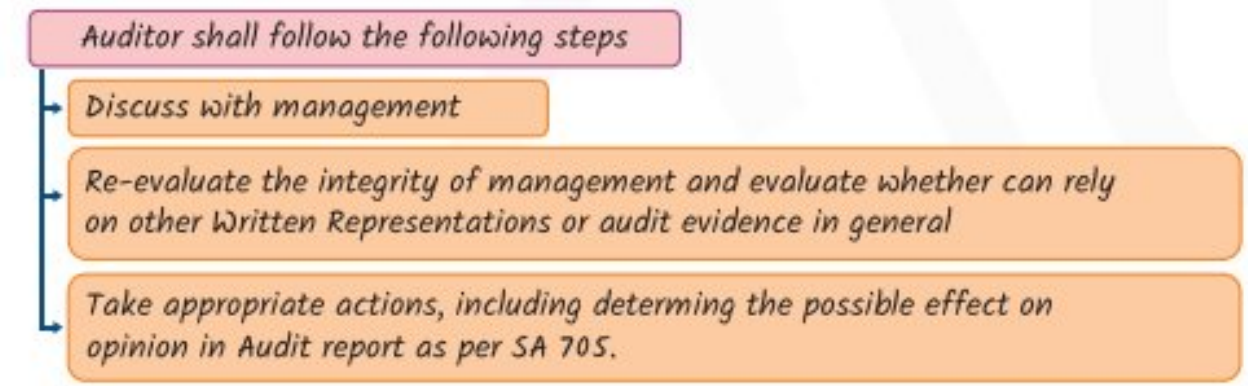 Auditor shall follow the following steps
Discuss with management
Re-evaluate the integrity of management and evaluate whether can rely
on other Written Representations or audit evidence in general
Take appropriate actions, including determing the possible effect on
opinion in Audit report as per SA 705.